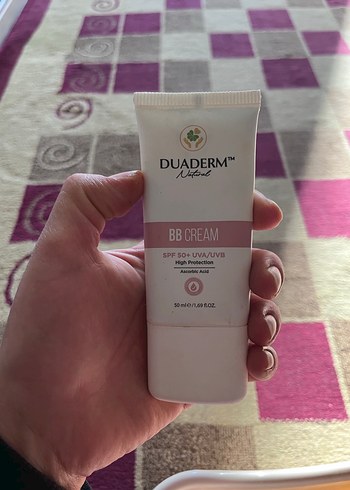 DUADERM™
Natural
BB CREAM
SPF 50+ UVA/UVB
High Protection
Ascorbic Acid
50 ml e/1.69 fl.OZ.